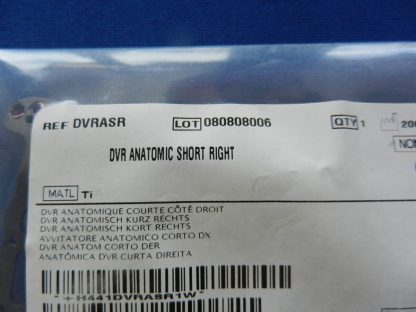 REF DVRASR LOT 080808006 QTY 1
DVR ANATOMIC SHORT RIGHT
MATL Ti
DVR ANATOMIQUE COURTE CÔTÉ DROIT
DVR ANATOMISCH KURZ RECHTS
DVR ANATOMISCH KORT RECHTS
AVVITATORE ANATOMICO CORTO DX
DVR ANATOM CORTO DER
ANATÓMICA DVR CURTA DIREITA
*+H441DVRASR1W*